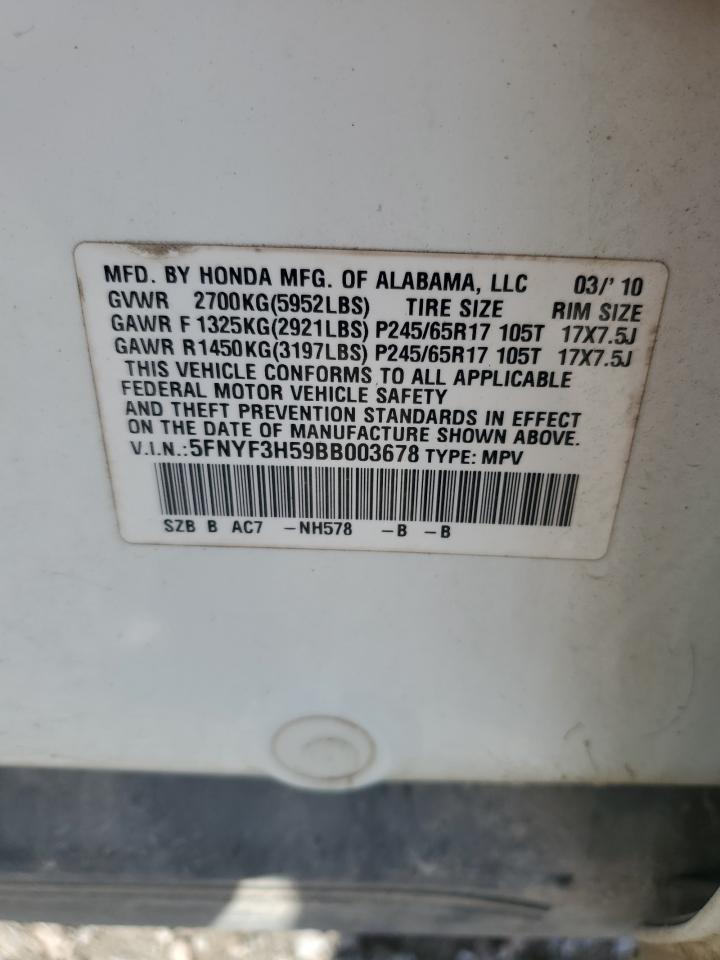 MFD. BY HONDA MFG. OF ALABAMA, LLC 03/'10
GVWR 2700KG(5952LBS) TIRE SIZE RIM SIZE
GAWR F 1325KG(2921LBS) P245/65R17 105T 17X7.5J
GAWR R1450KG(3197LBS) P245/65R17 105T 17X7.5J
THIS VEHICLE CONFORMS TO ALL APPLICABLE
FEDERAL MOTOR VEHICLE SAFETY
AND THEFT PREVENTION STANDARDS IN EFFECT
ON THE DATE OF MANUFACTURE SHOWN ABOVE.
V.I.N.:5FNYF3H59BB003678 TYPE: MPV
SZB B AC7 -NH578 -B -B